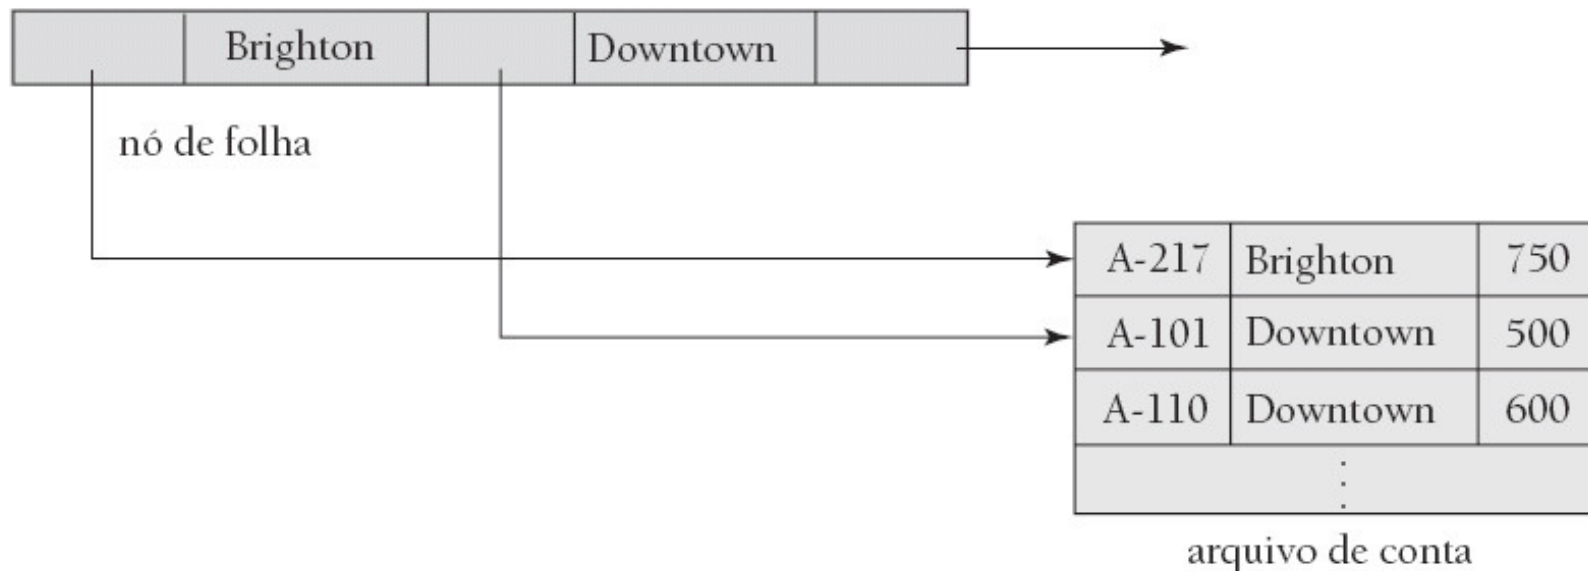 Brighton Downtown
nó de folha
A-217 Brighton 750
A-101 Downtown 500
A-110 Downtown 600
arquivo de conta